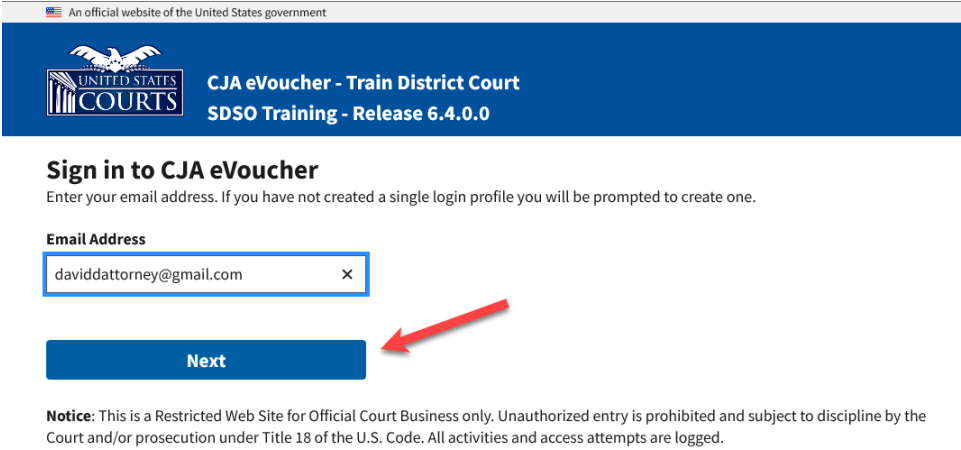 An official website of the United States government
UNITED STATES
COURTS
CJA eVoucher - Train District Court
SDSO Training - Release 6.4.0.0
Sign in to CJA eVoucher
Enter your email address. If you have not created a single login profile you will be prompted to create one.
Email Address
daviddattorney@gmail.com
Next
Notice: This is a Restricted Web Site for Official Court Business only. Unauthorized entry is prohibited and subject to discipline by the
Court and/or prosecution under Title 18 of the U.S. Code. All activities and access attempts are logged.